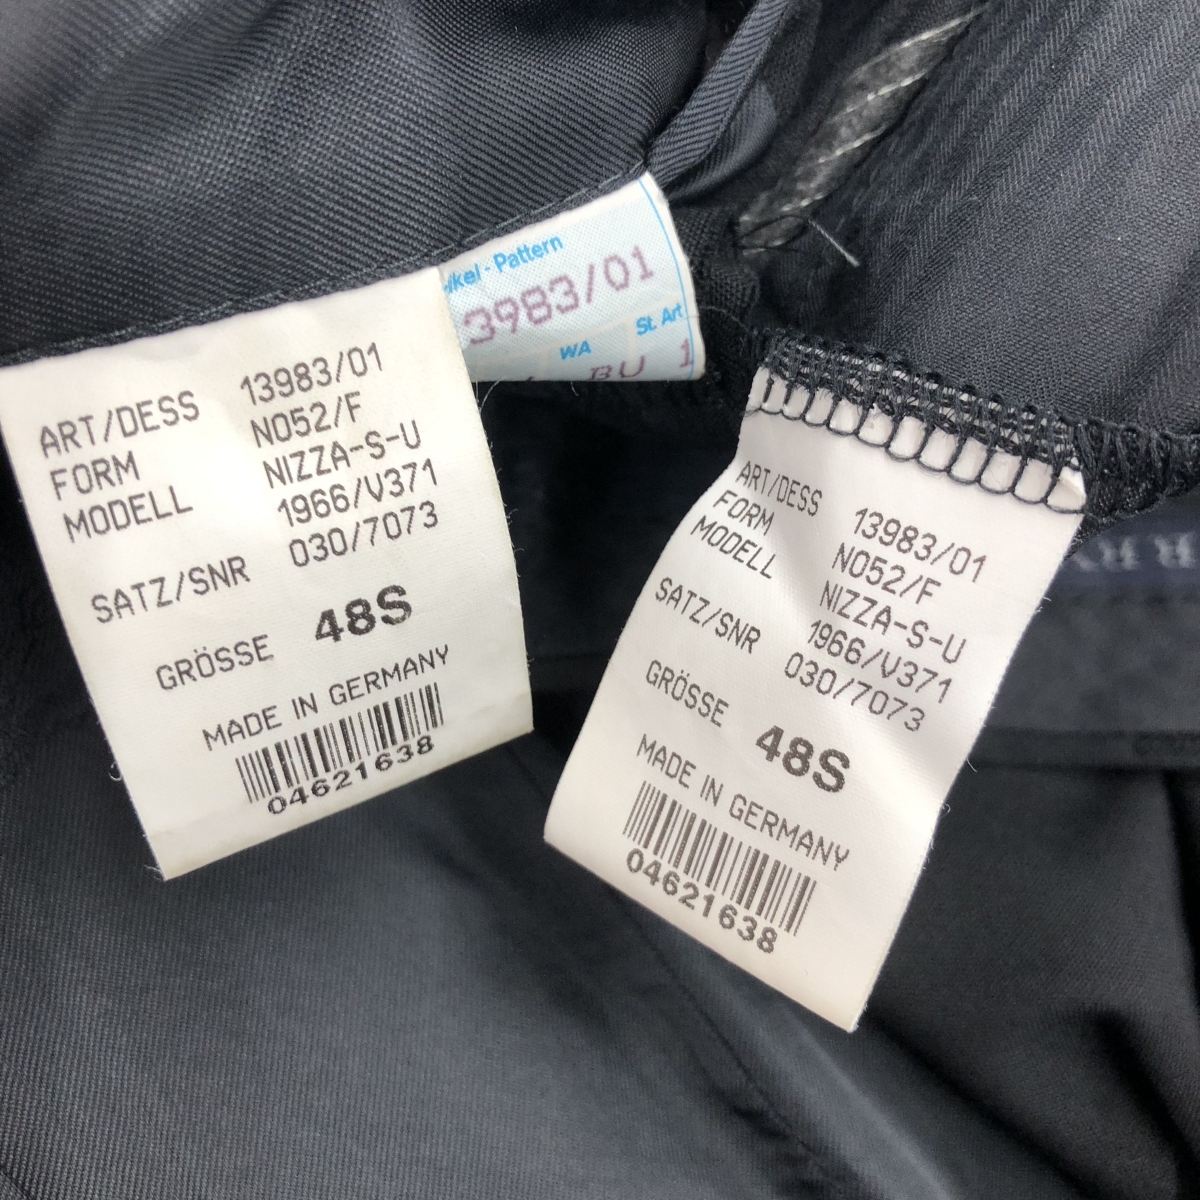 ART/DESS 13983/01
FORM N052/F
MODELL NIZZA-S-U
1966/V371
SATZ/SNR 030/7073
GRÖSSE 48S
MADE IN GERMANY
04621638
Pattern
3983/01
WA St. Art
BU 1
ART/DESS 13983/01
FORM N052/F
MODELL NIZZA-S-U
1966/V371
SATZ/SNR 030/7073
GRÖSSE 48S
MADE IN GERMANY
04621638